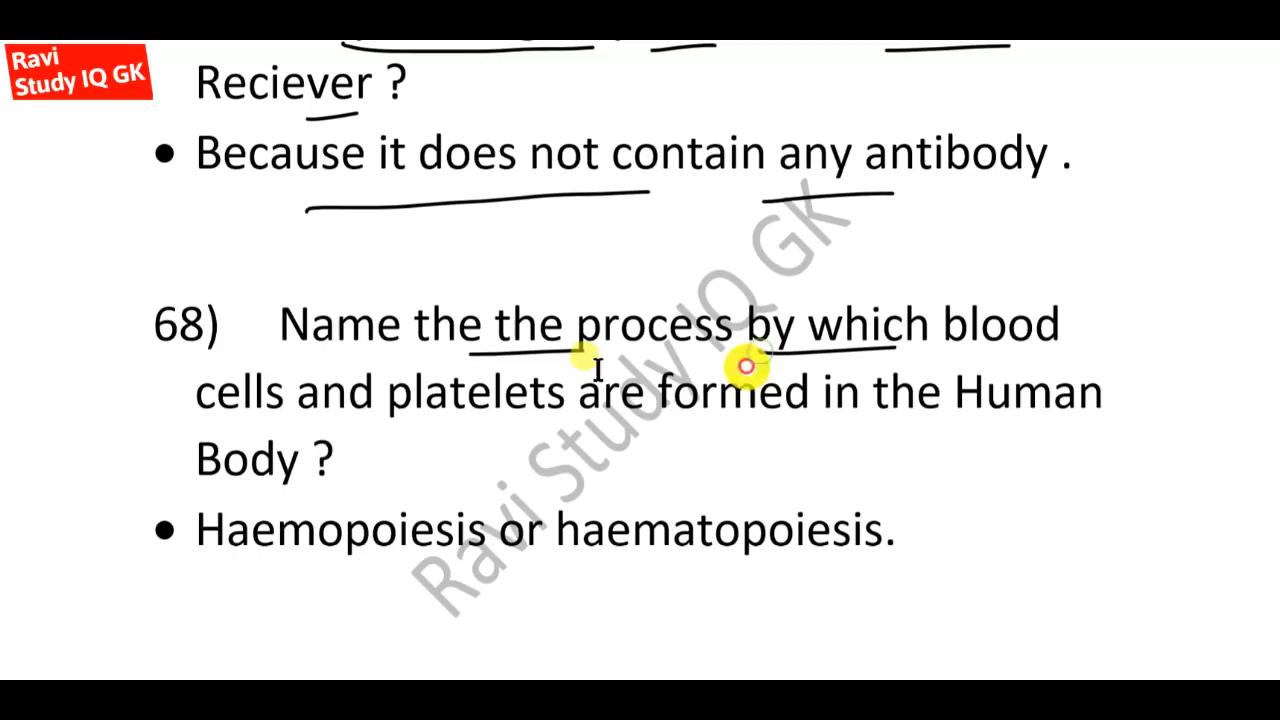 Ravi
Study IQ GK
Reciever ?
• Because it does not contain any antibody .
68) Name the the process by which blood
cells and platelets are formed in the Human
Body ?
• Haemopoiesis or haematopoiesis.
Ravi Study IQ GK